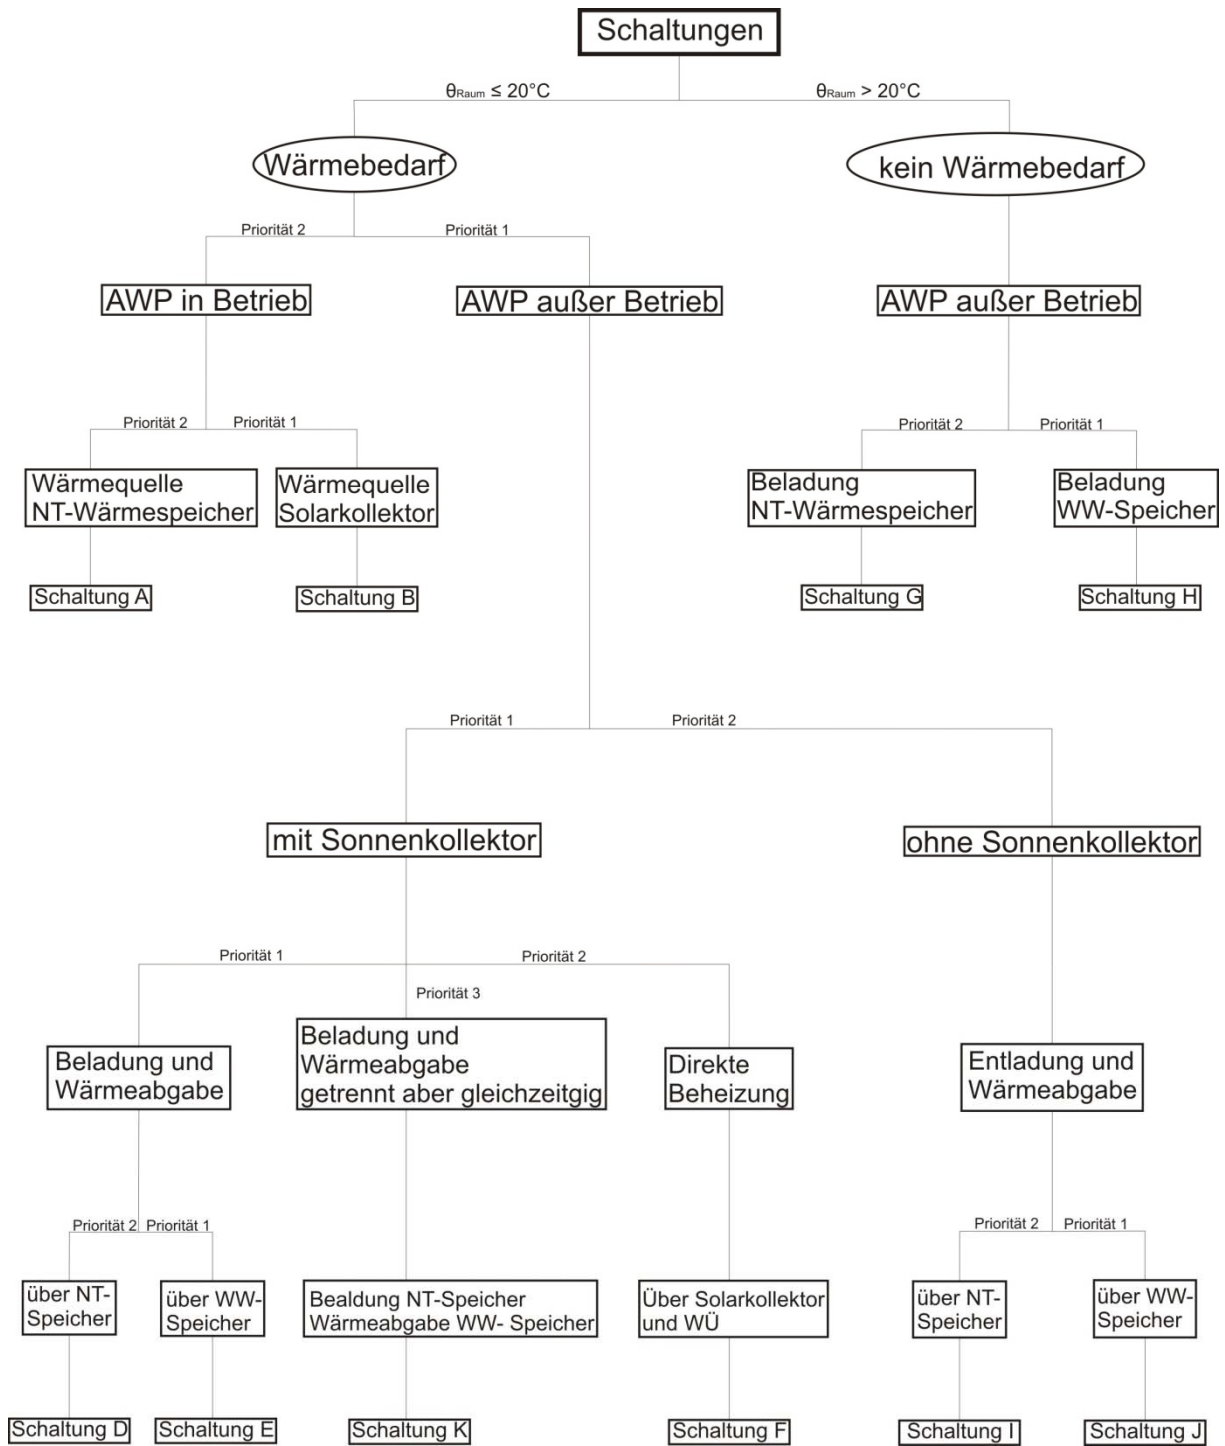 Schaltungen
θRaum ≤ 20°C
θRaum > 20°C
Wärmebedarf
kein Wärmebedarf
Priorität 2
Priorität 1
AWP in Betrieb
AWP außer Betrieb
AWP außer Betrieb
Priorität 2
Priorität 1
Priorität 2
Priorität 1
Wärmequelle
NT-Wärmespeicher
Wärmequelle
Solarkollektor
Beladung
NT-Wärmespeicher
Beladung
WW-Speicher
Schaltung A
Schaltung B
Schaltung G
Schaltung H
Priorität 1
Priorität 2
mit Sonnenkollektor
ohne Sonnenkollektor
Priorität 1
Priorität 2
Priorität 3
Beladung und
Wärmeabgabe
Beladung und
Wärmeabgabe
getrennt aber gleichzeitgig
Direkte
Beheizung
Entladung und
Wärmeabgabe
Priorität 2
Priorität 1
Priorität 2
Priorität 1
über NT-
Speicher
über WW-
Speicher
Bealdung NT-Speicher
Wärmeabgabe WW- Speicher
Über Solarkollektor
und WÜ
über NT-
Speicher
über WW-
Speicher
Schaltung D
Schaltung E
Schaltung K
Schaltung F
Schaltung I
Schaltung J